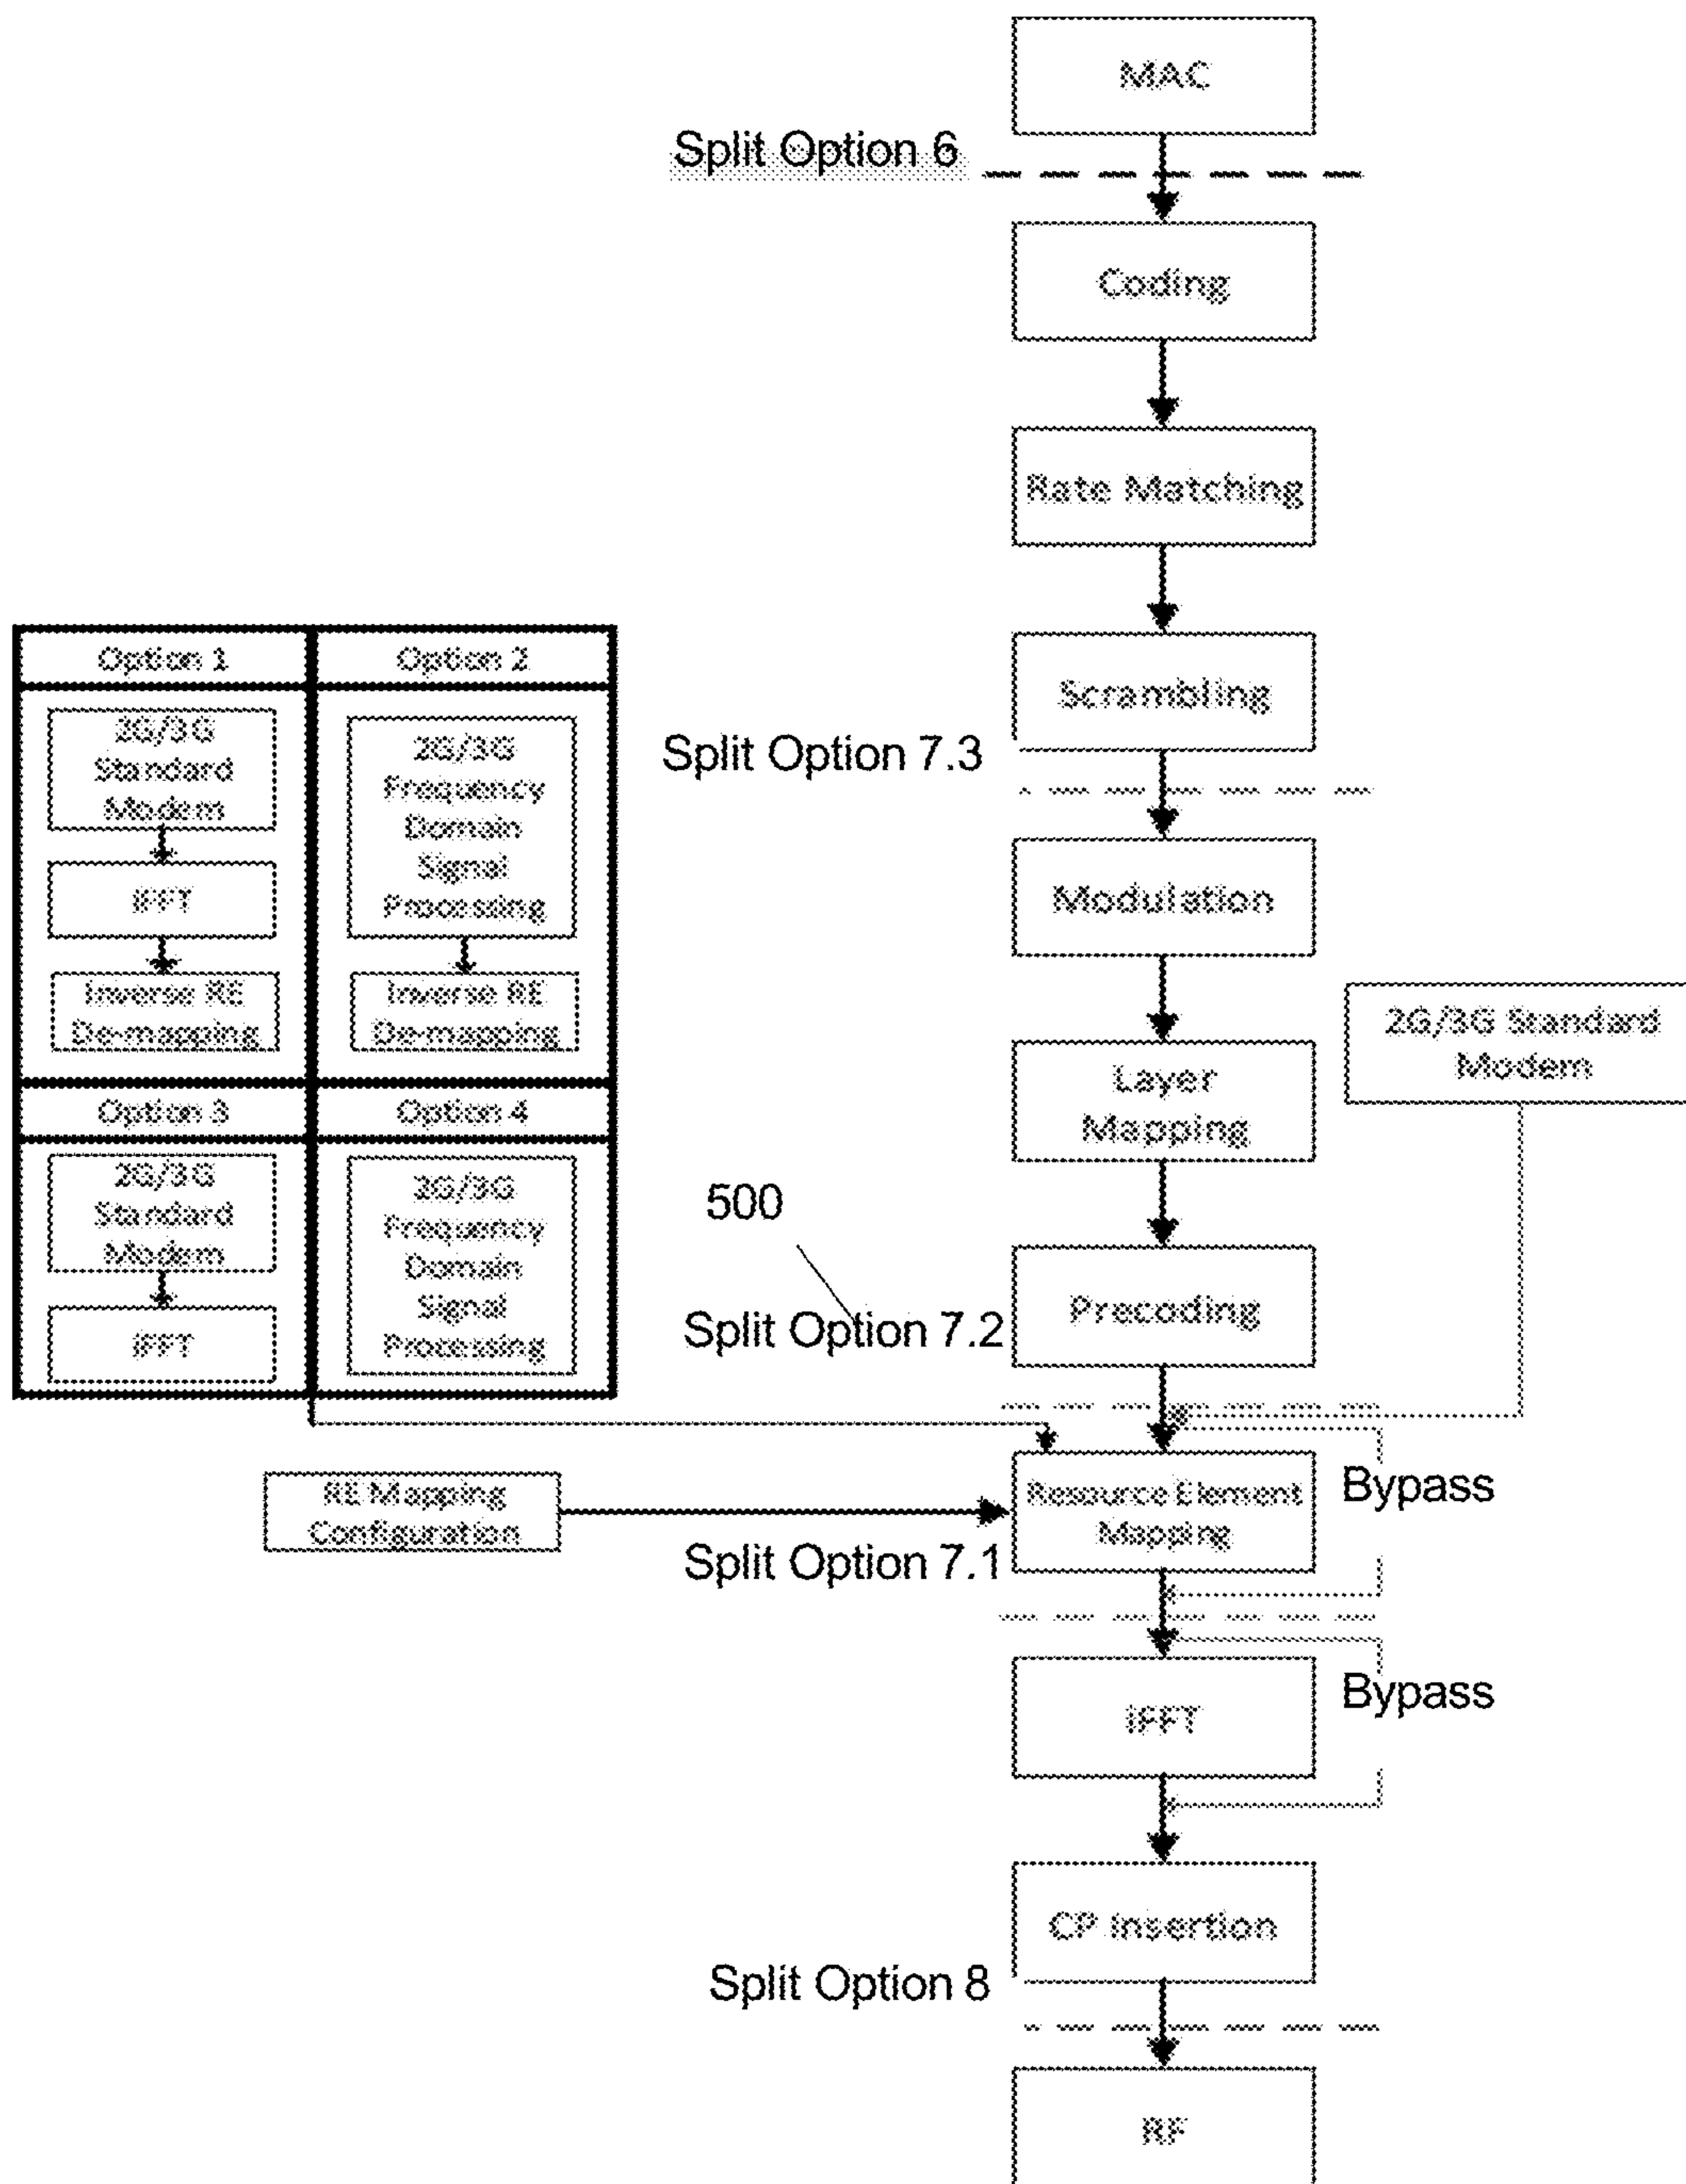 MAC
Split Option 6
Coding
Rate Matching
Scrambling
Split Option 7.3
Option 1
Option 2
2G/3G
Standard
Modem
IFFT
Inverse RE
De-mapping
2G/3G
Frequency
Domain
Signal
Processing
Inverse RE
De-mapping
Option 3
Option 4
2G/3G
Standard
Modem
IFFT
2G/3G
Frequency
Domain
Signal
Processing
Modulation
Layer
Mapping
2G/3G Standard
Modem
500
Split Option 7.2
Precoding
RE Mapping
Configuration
Resource Element
Mapping
Bypass
Split Option 7.1
IFFT
Bypass
CP Insertion
Split Option 8
RF